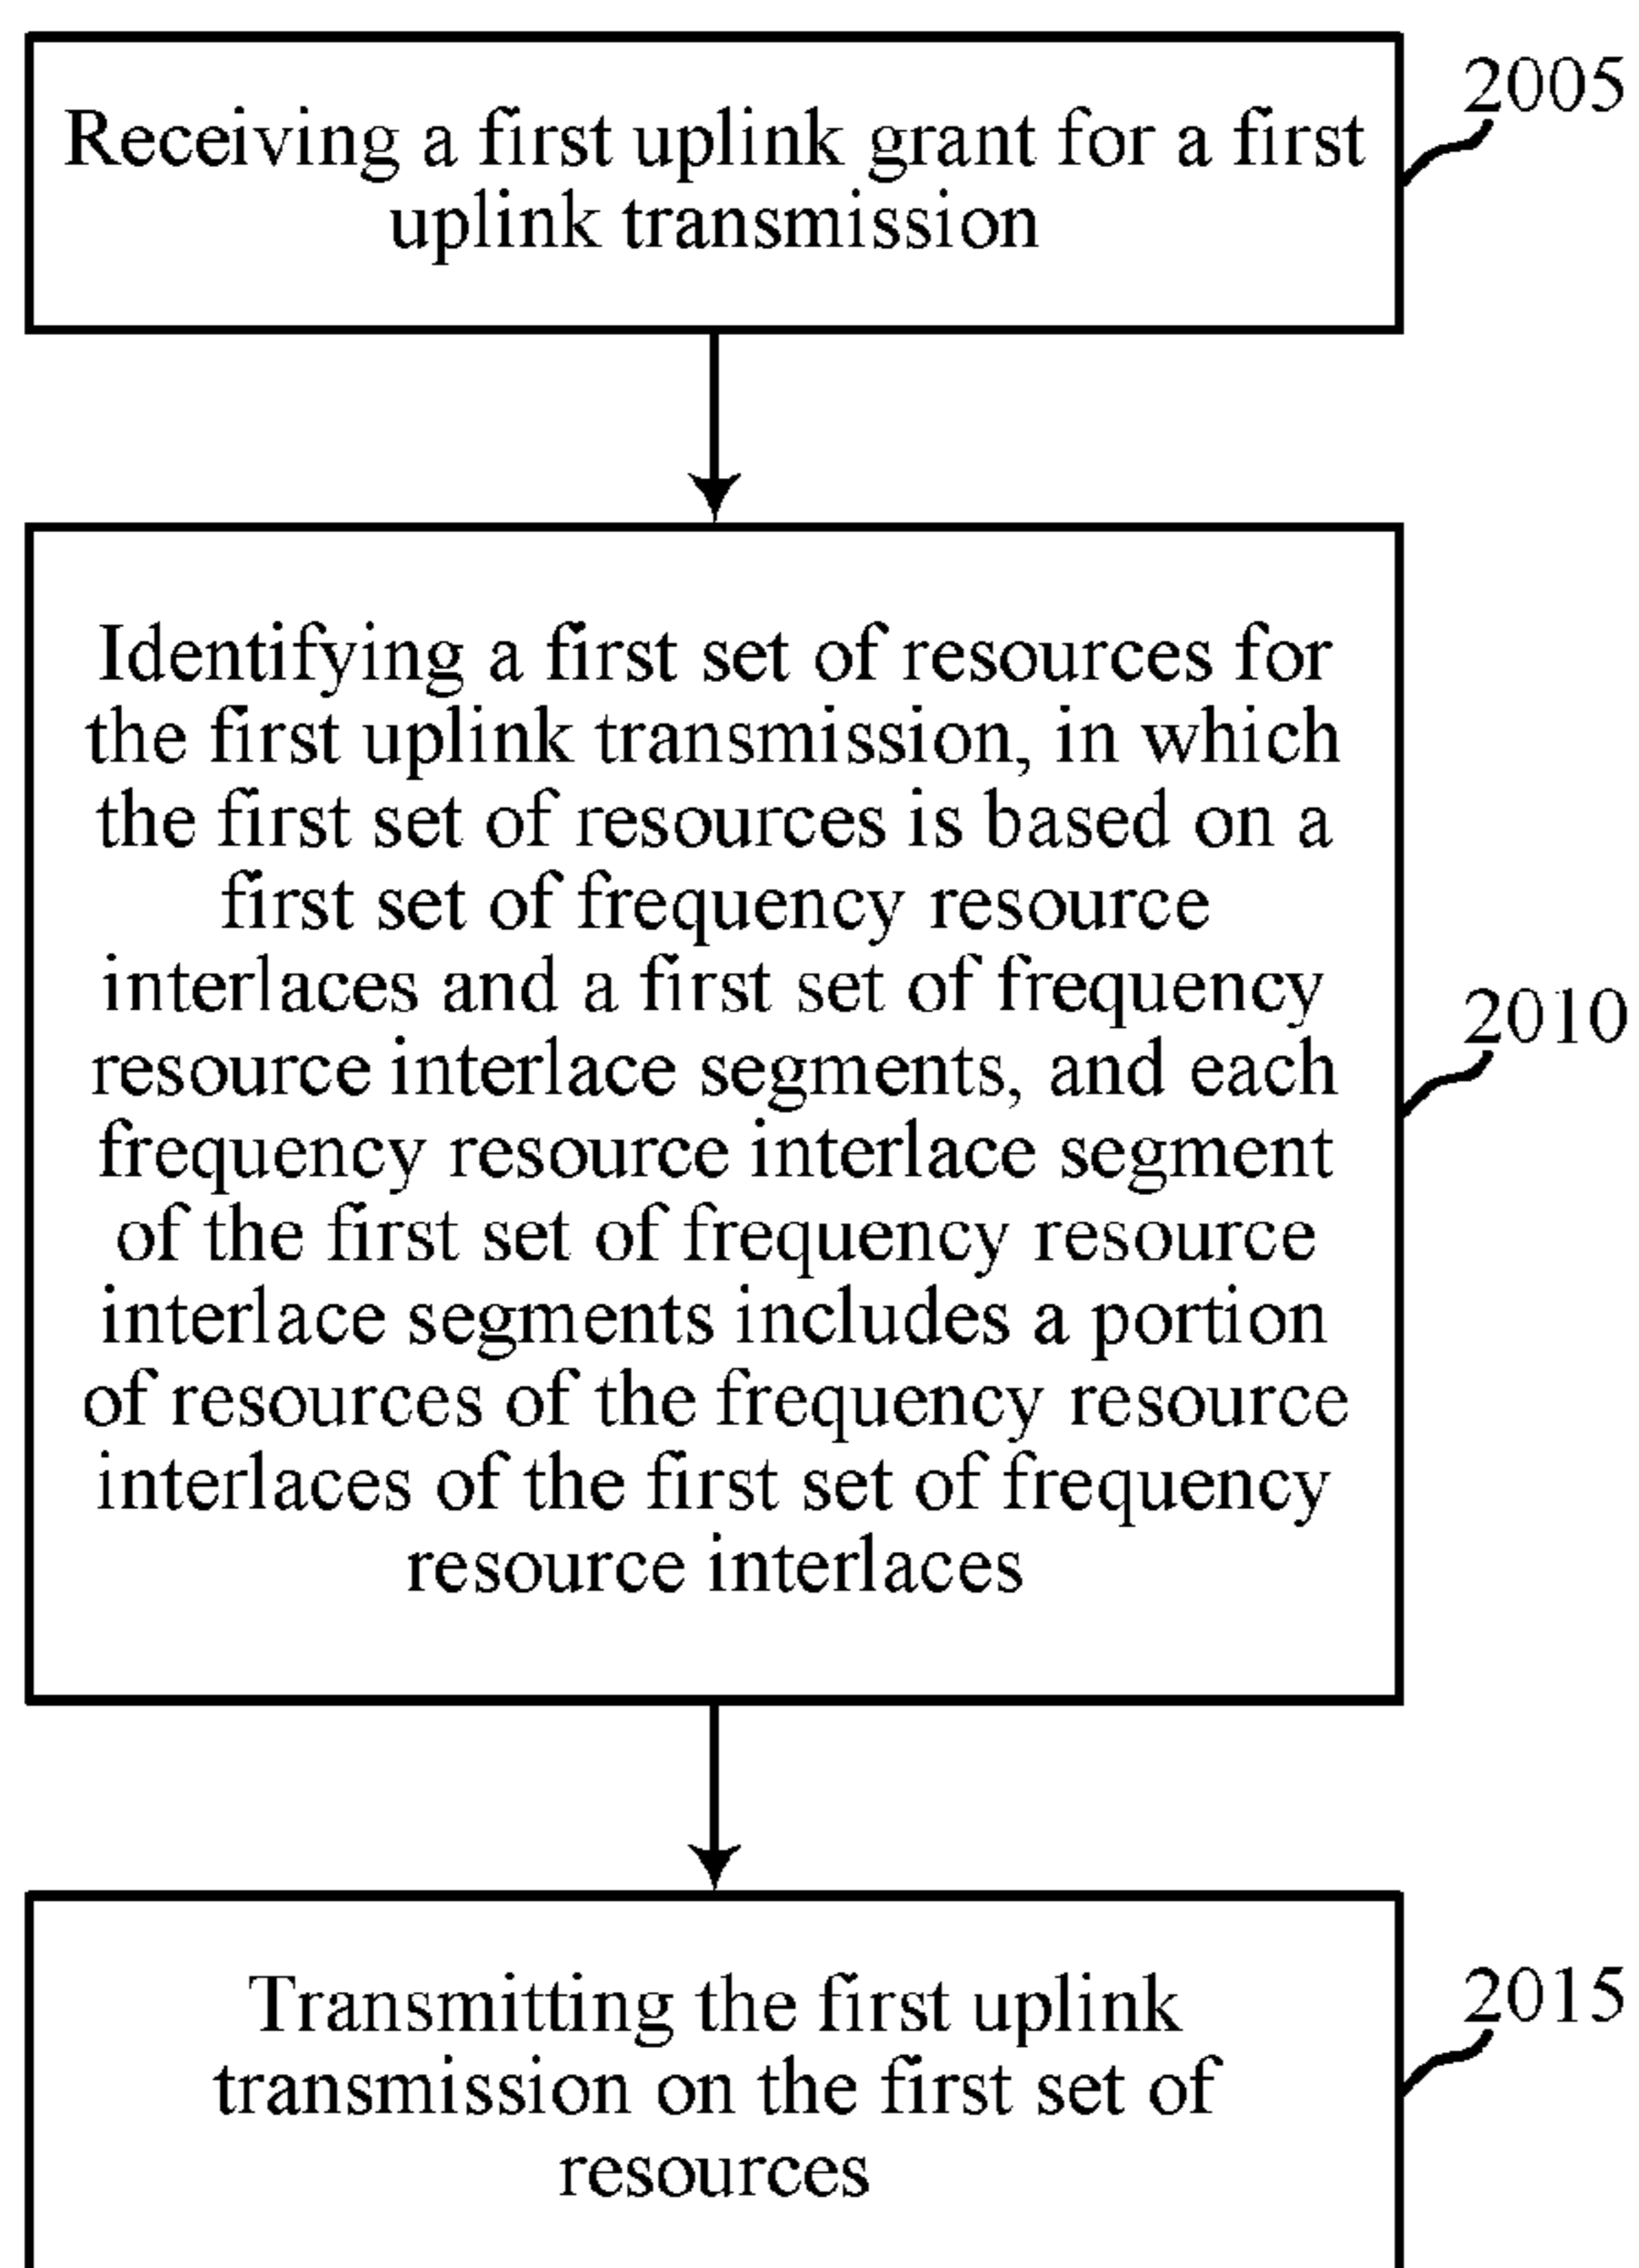 2005
Receiving a first uplink grant for a first
uplink transmission
Identifying a first set of resources for
the first uplink transmission, in which
the first set of resources is based on a
first set of frequency resource
interlaces and a first set of frequency
resource interlace segments, and each
frequency resource interlace segment
of the first set of frequency resource
interlace segments includes a portion
of resources of the frequency resource
interlaces of the first set of frequency
resource interlaces
2010
Transmitting the first uplink
transmission on the first set of
resources
2015